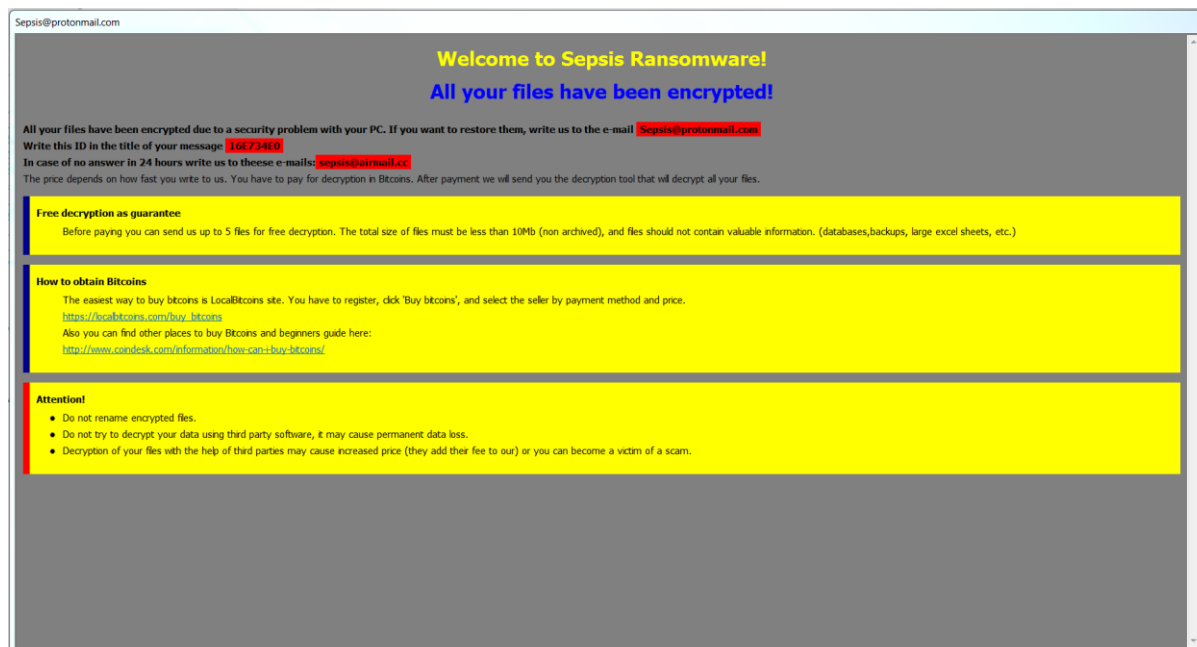 Sepsis@protonmail.com
Welcome to Sepsis Ransomware!
All your files have been encrypted!
All your files have been encrypted due to a security problem with your PC. If you want to restore them, write us to the e-mail Sepsis@protonmail.com
Write this ID in the title of your message 16E734E0
In case of no answer in 24 hours write us to theese e-mails: sepsis@airmail.cc
The price depends on how fast you write to us. You have to pay for decryption in Bitcoins. After payment we will send you the decryption tool that will decrypt all your files.
Free decryption as guarantee
Before paying you can send us up to 5 files for free decryption. The total size of files must be less than 10Mb (non archived), and files should not contain valuable information. (databases,backups, large excel sheets, etc.)
How to obtain Bitcoins
The easiest way to buy bitcoins is LocalBitcoins site. You have to register, click 'Buy bitcoins', and select the seller by payment method and price.
https://localbitcoins.com/buy_bitcoins
Also you can find other places to buy Bitcoins and beginners guide here:
http://www.coindesk.com/information/how-can-i-buy-bitcoins/
Attention!
• Do not rename encrypted files.
• Do not try to decrypt your data using third party software, it may cause permanent data loss.
• Decryption of your files with the help of third parties may cause increased price (they add their fee to our) or you can become a victim of a scam.